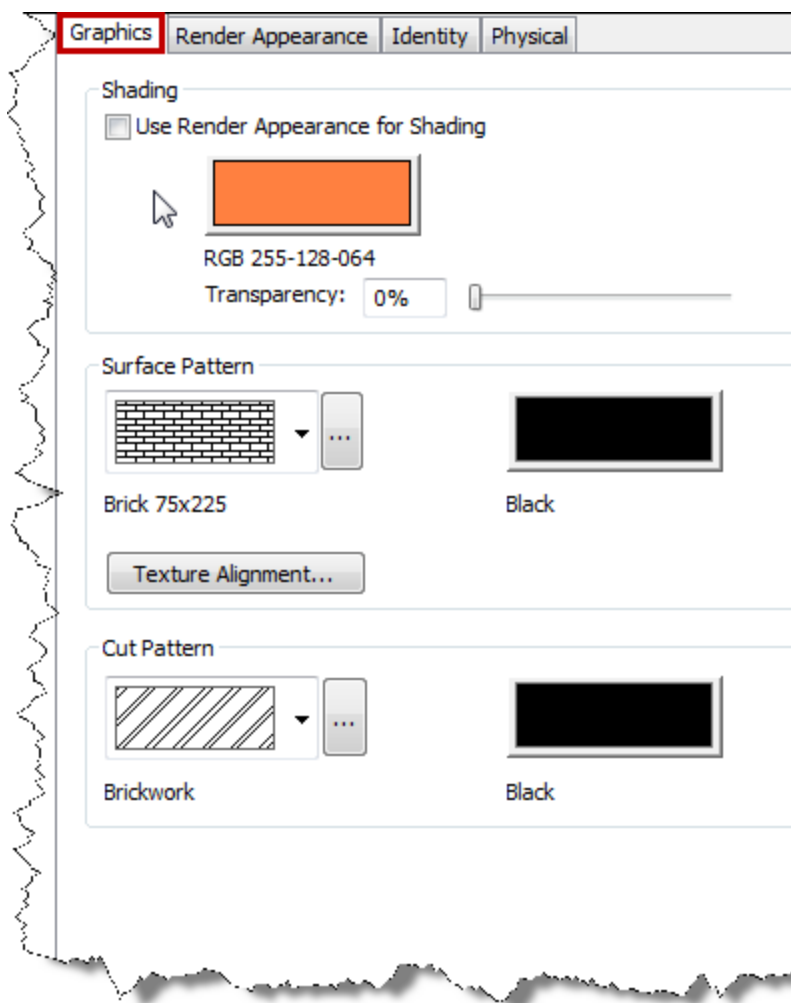 Graphics Render Appearance Identity Physical
Shading
Use Render Appearance for Shading
RGB 255-128-064
Transparency: 0%
Surface Pattern
...
Brick 75x225 Black
Texture Alignment...
Cut Pattern
...
Brickwork Black